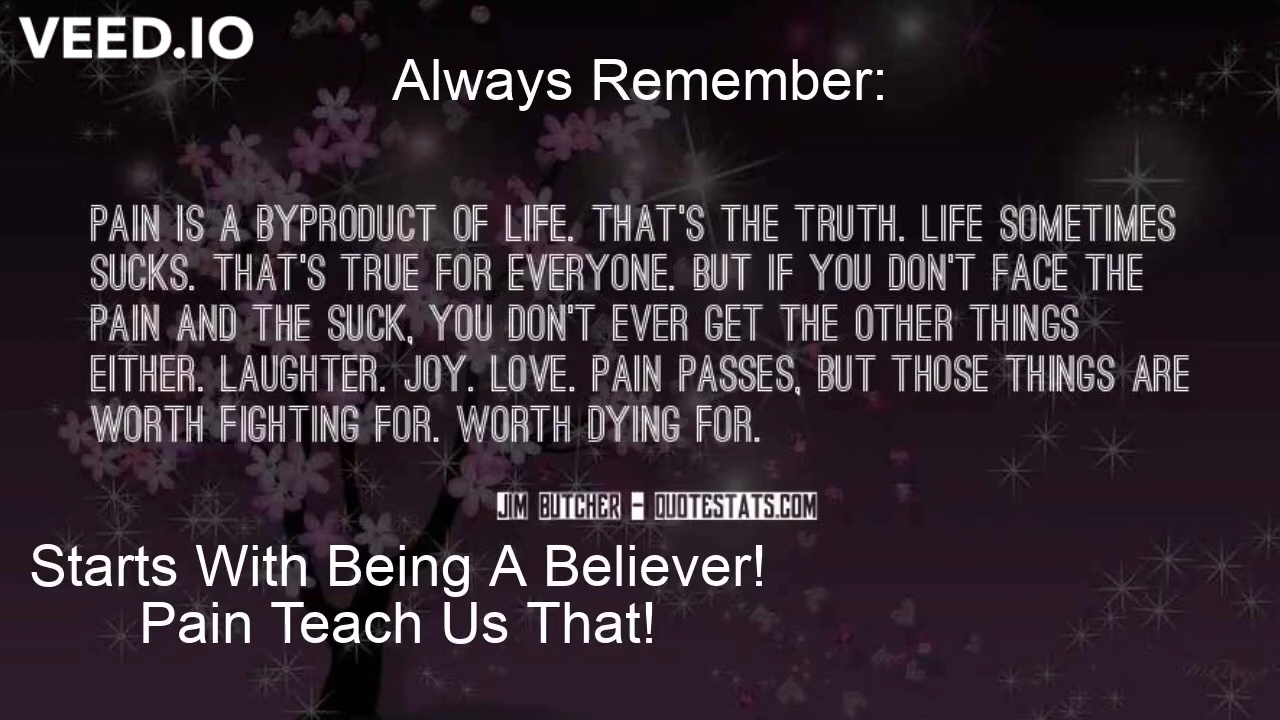 VEED.IO
Always Remember:
PAIN IS A BYPRODUCT OF LIFE. THAT'S THE TRUTH. LIFE SOMETIMES
SUCKS. THAT'S TRUE FOR EVERYONE. BUT IF YOU DON'T FACE THE
PAIN AND THE SUCK, YOU DON'T EVER GET THE OTHER THINGS
EITHER. LAUGHTER. JOY. LOVE. PAIN PASSES, BUT THOSE THINGS ARE
WORTH FIGHTING FOR. WORTH DYING FOR.
JIM BUTCHER - QUOTESTATS.COM
Starts With Being A Believer!
Pain Teach Us That!